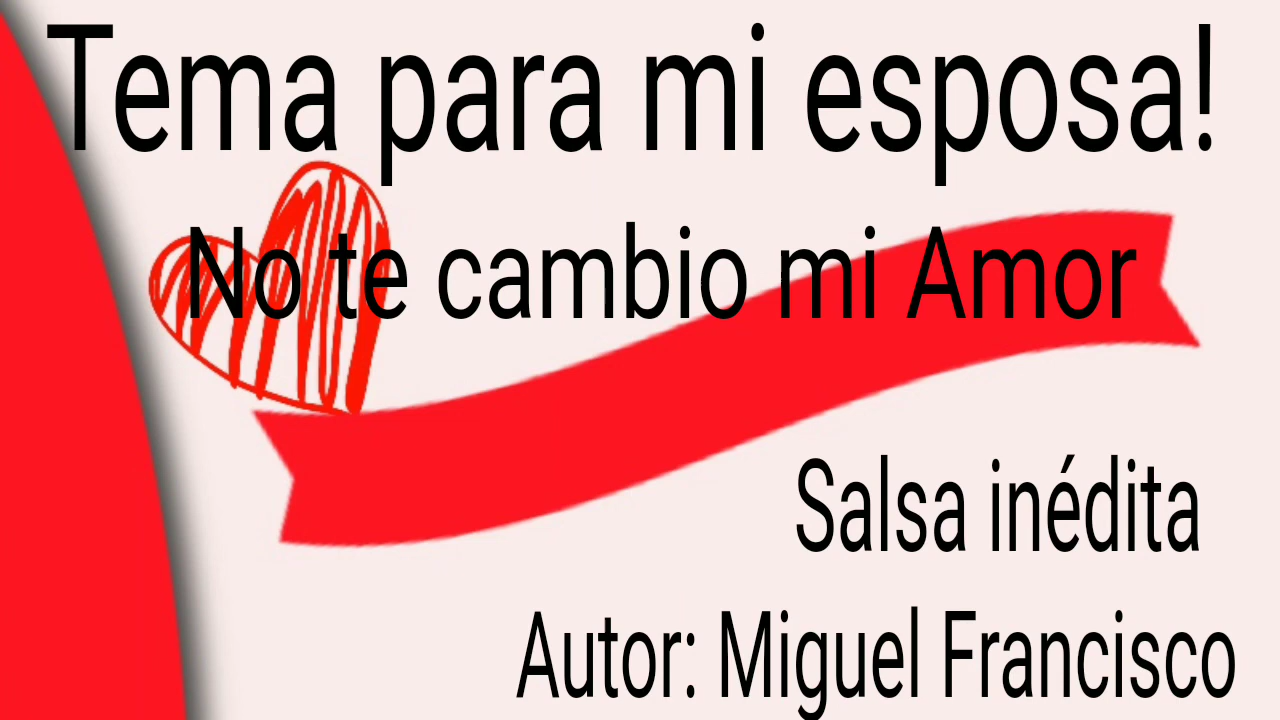 Tema para mi esposa!
No te cambio mi Amor
Salsa inédita
Autor: Miguel Francisco